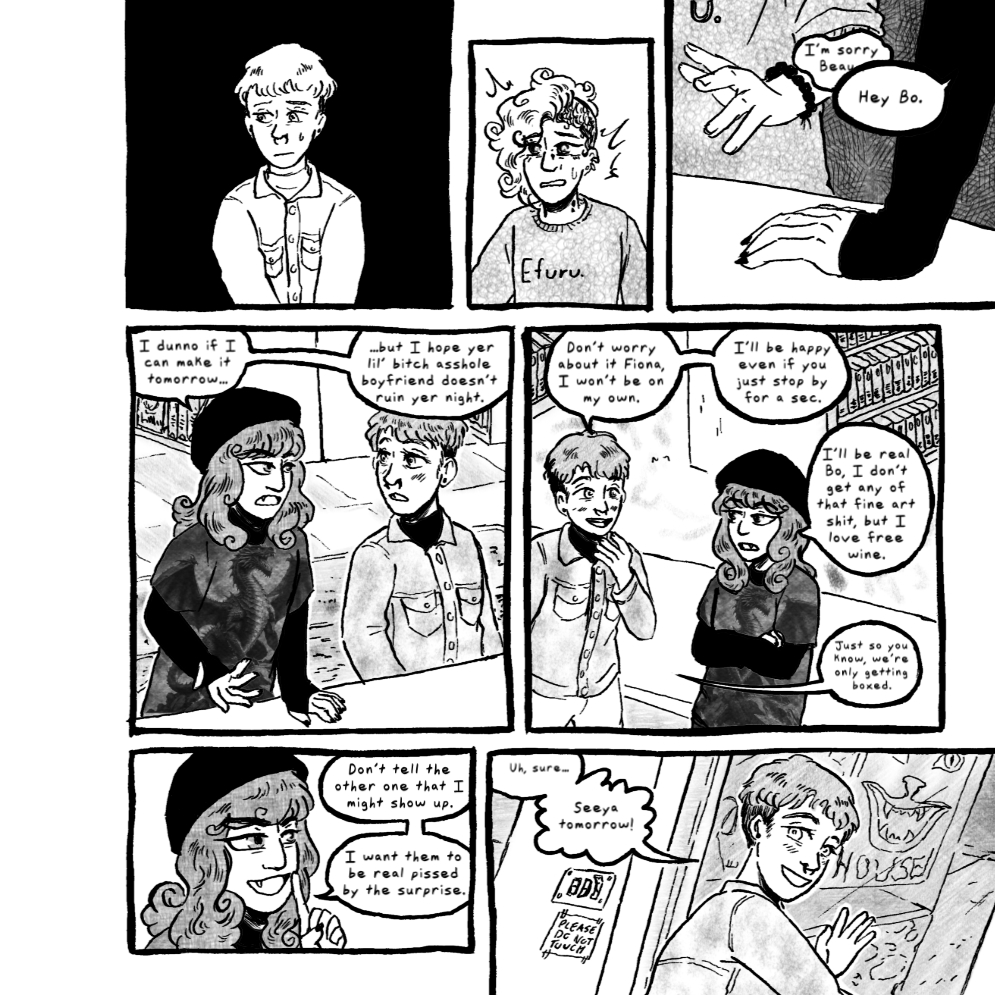 Efuru.
U.
I'm sorry
Beau
Hey Bo.
I dunno if I
can make it
tomorrow...
...but I hope yer
lil' bitch asshole
boyfriend doesn't
ruin yer night.
Don't worry
about it Fiona,
I won't be on
my own.
I'll be happy
even if you
just stop by
for a sec.
I'll be real
Bo, I don't
get any of
that fine art
shit, but I
love free
wine.
Just so you
know, we're
only getting
boxed.
Don't tell the
other one that I
might show up.
I want them to
be real pissed
by the surprise.
Uh, sure...
Seeya
tomorrow!
HOUSE!
PLEASE
DO NOT
TOUCH